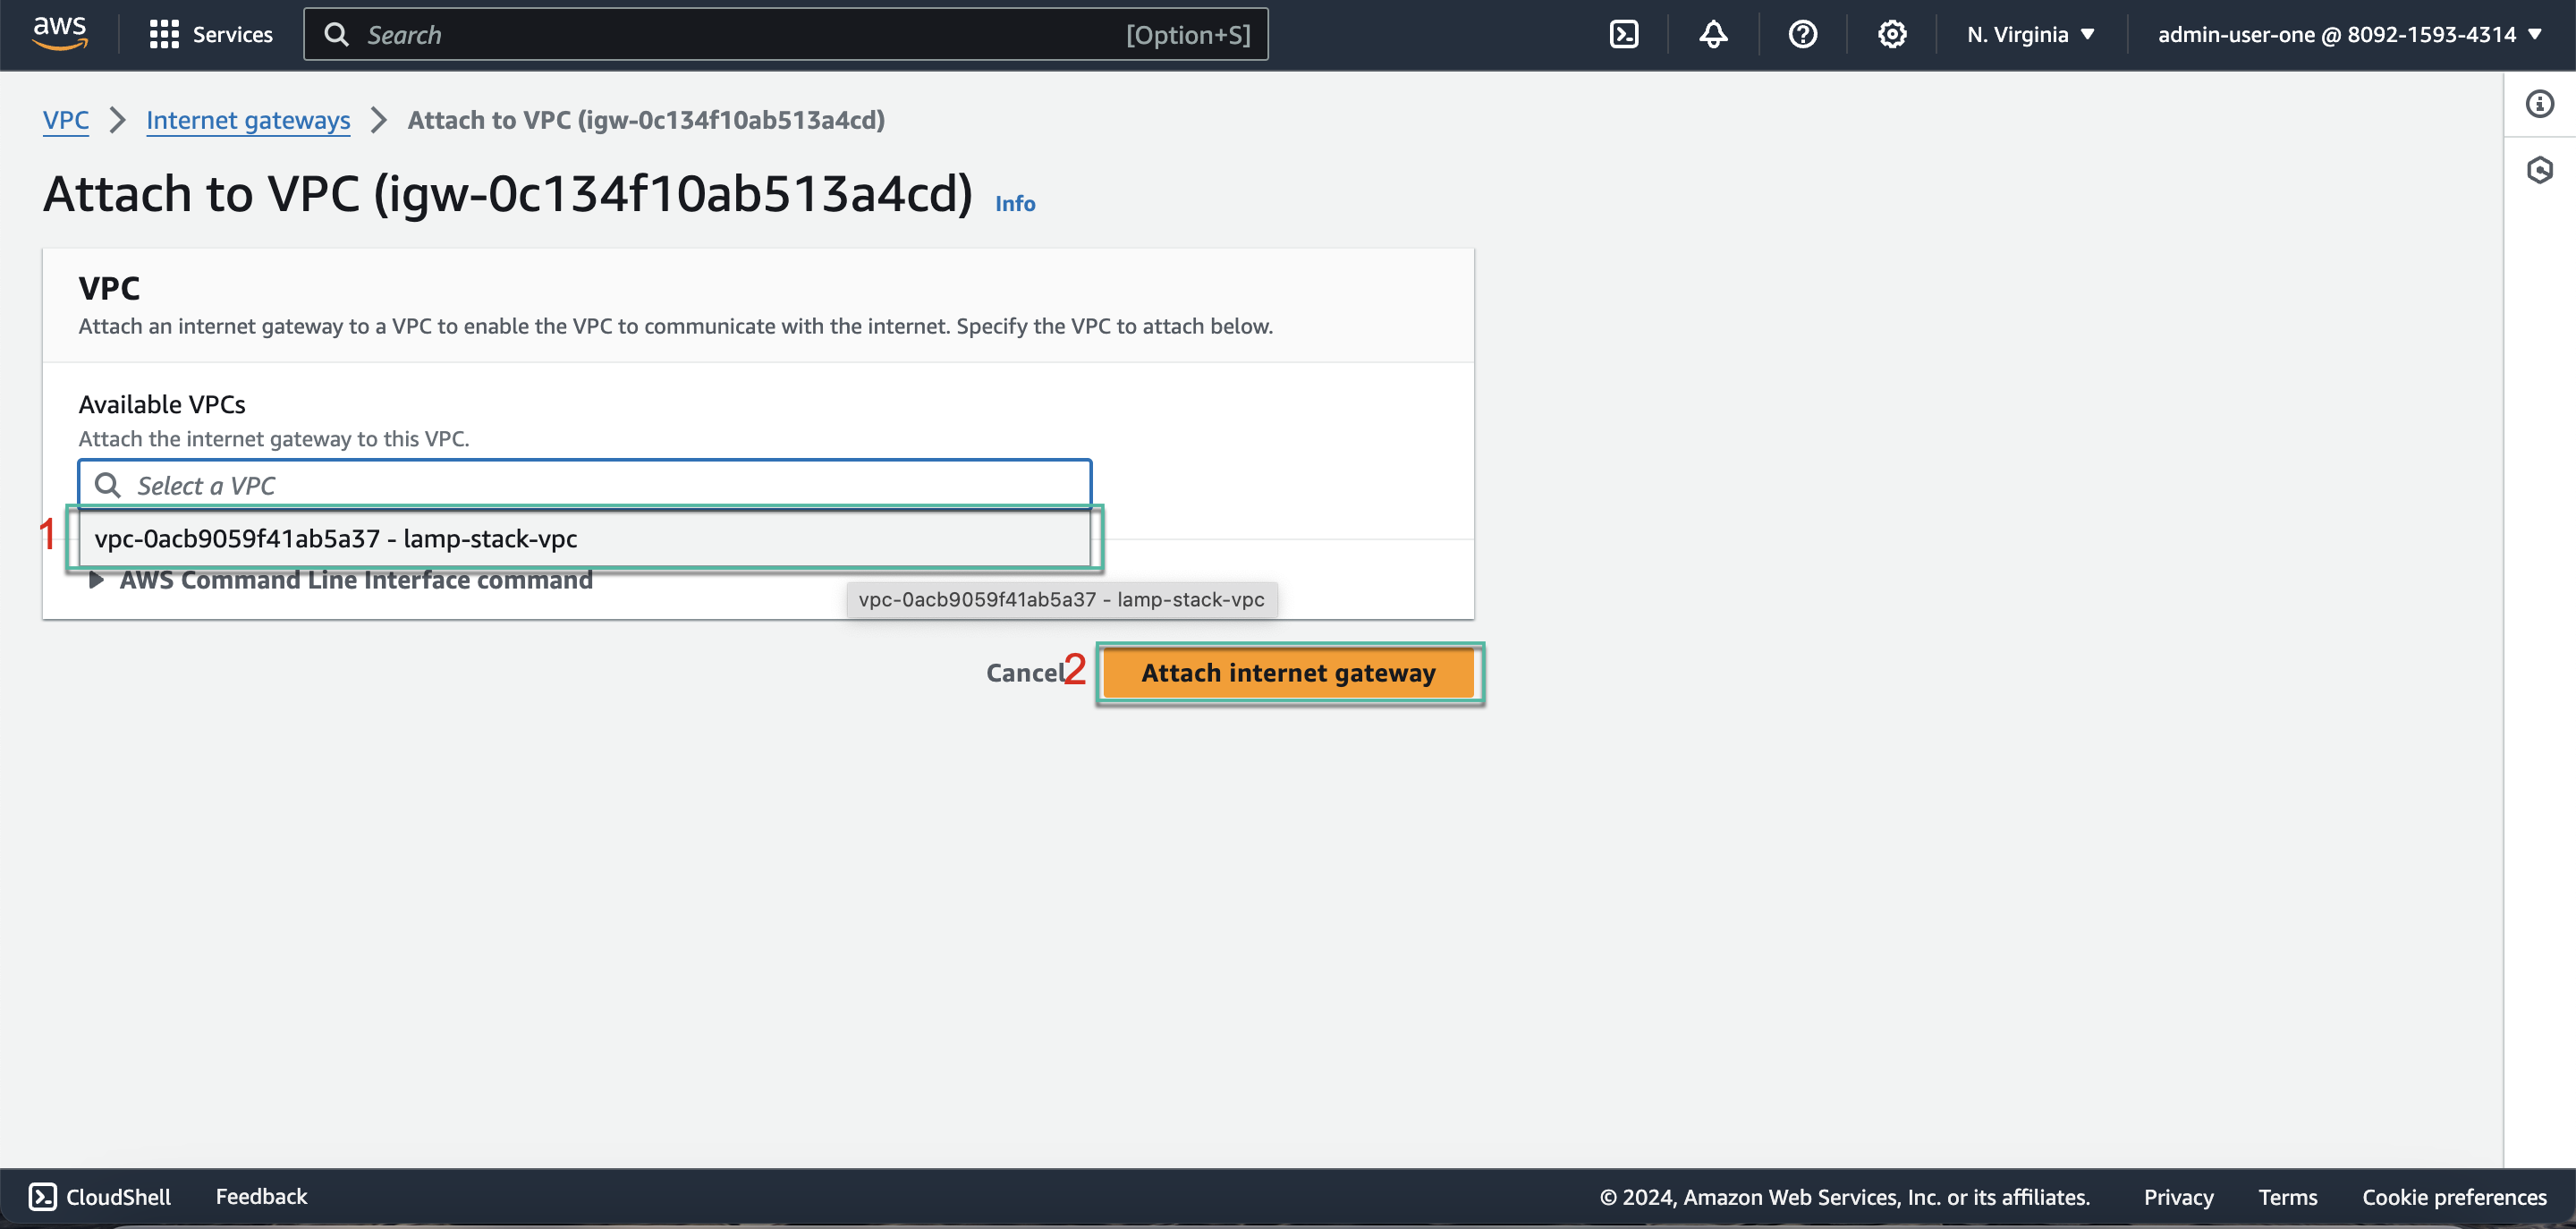 aws
Services
Search
[Option+S]
N. Virginia
admin-user-one @ 8092-1593-4314
VPC
Internet gateways
Attach to VPC (igw-0c134f10ab513a4cd)
Attach to VPC (igw-0c134f10ab513a4cd)
Info
VPC
Attach an internet gateway to a VPC to enable the VPC to communicate with the internet. Specify the VPC to attach below.
Available VPCs
Attach the internet gateway to this VPC.
Select a VPC
1
vpc-0acb9059f41ab5a37 - lamp-stack-vpc
AWS Command Line Interface command
vpc-0acb9059f41ab5a37 - lamp-stack-vpc
Cancel
2
Attach internet gateway
CloudShell
Feedback
© 2024, Amazon Web Services, Inc. or its affiliates.
Privacy
Terms
Cookie preferences